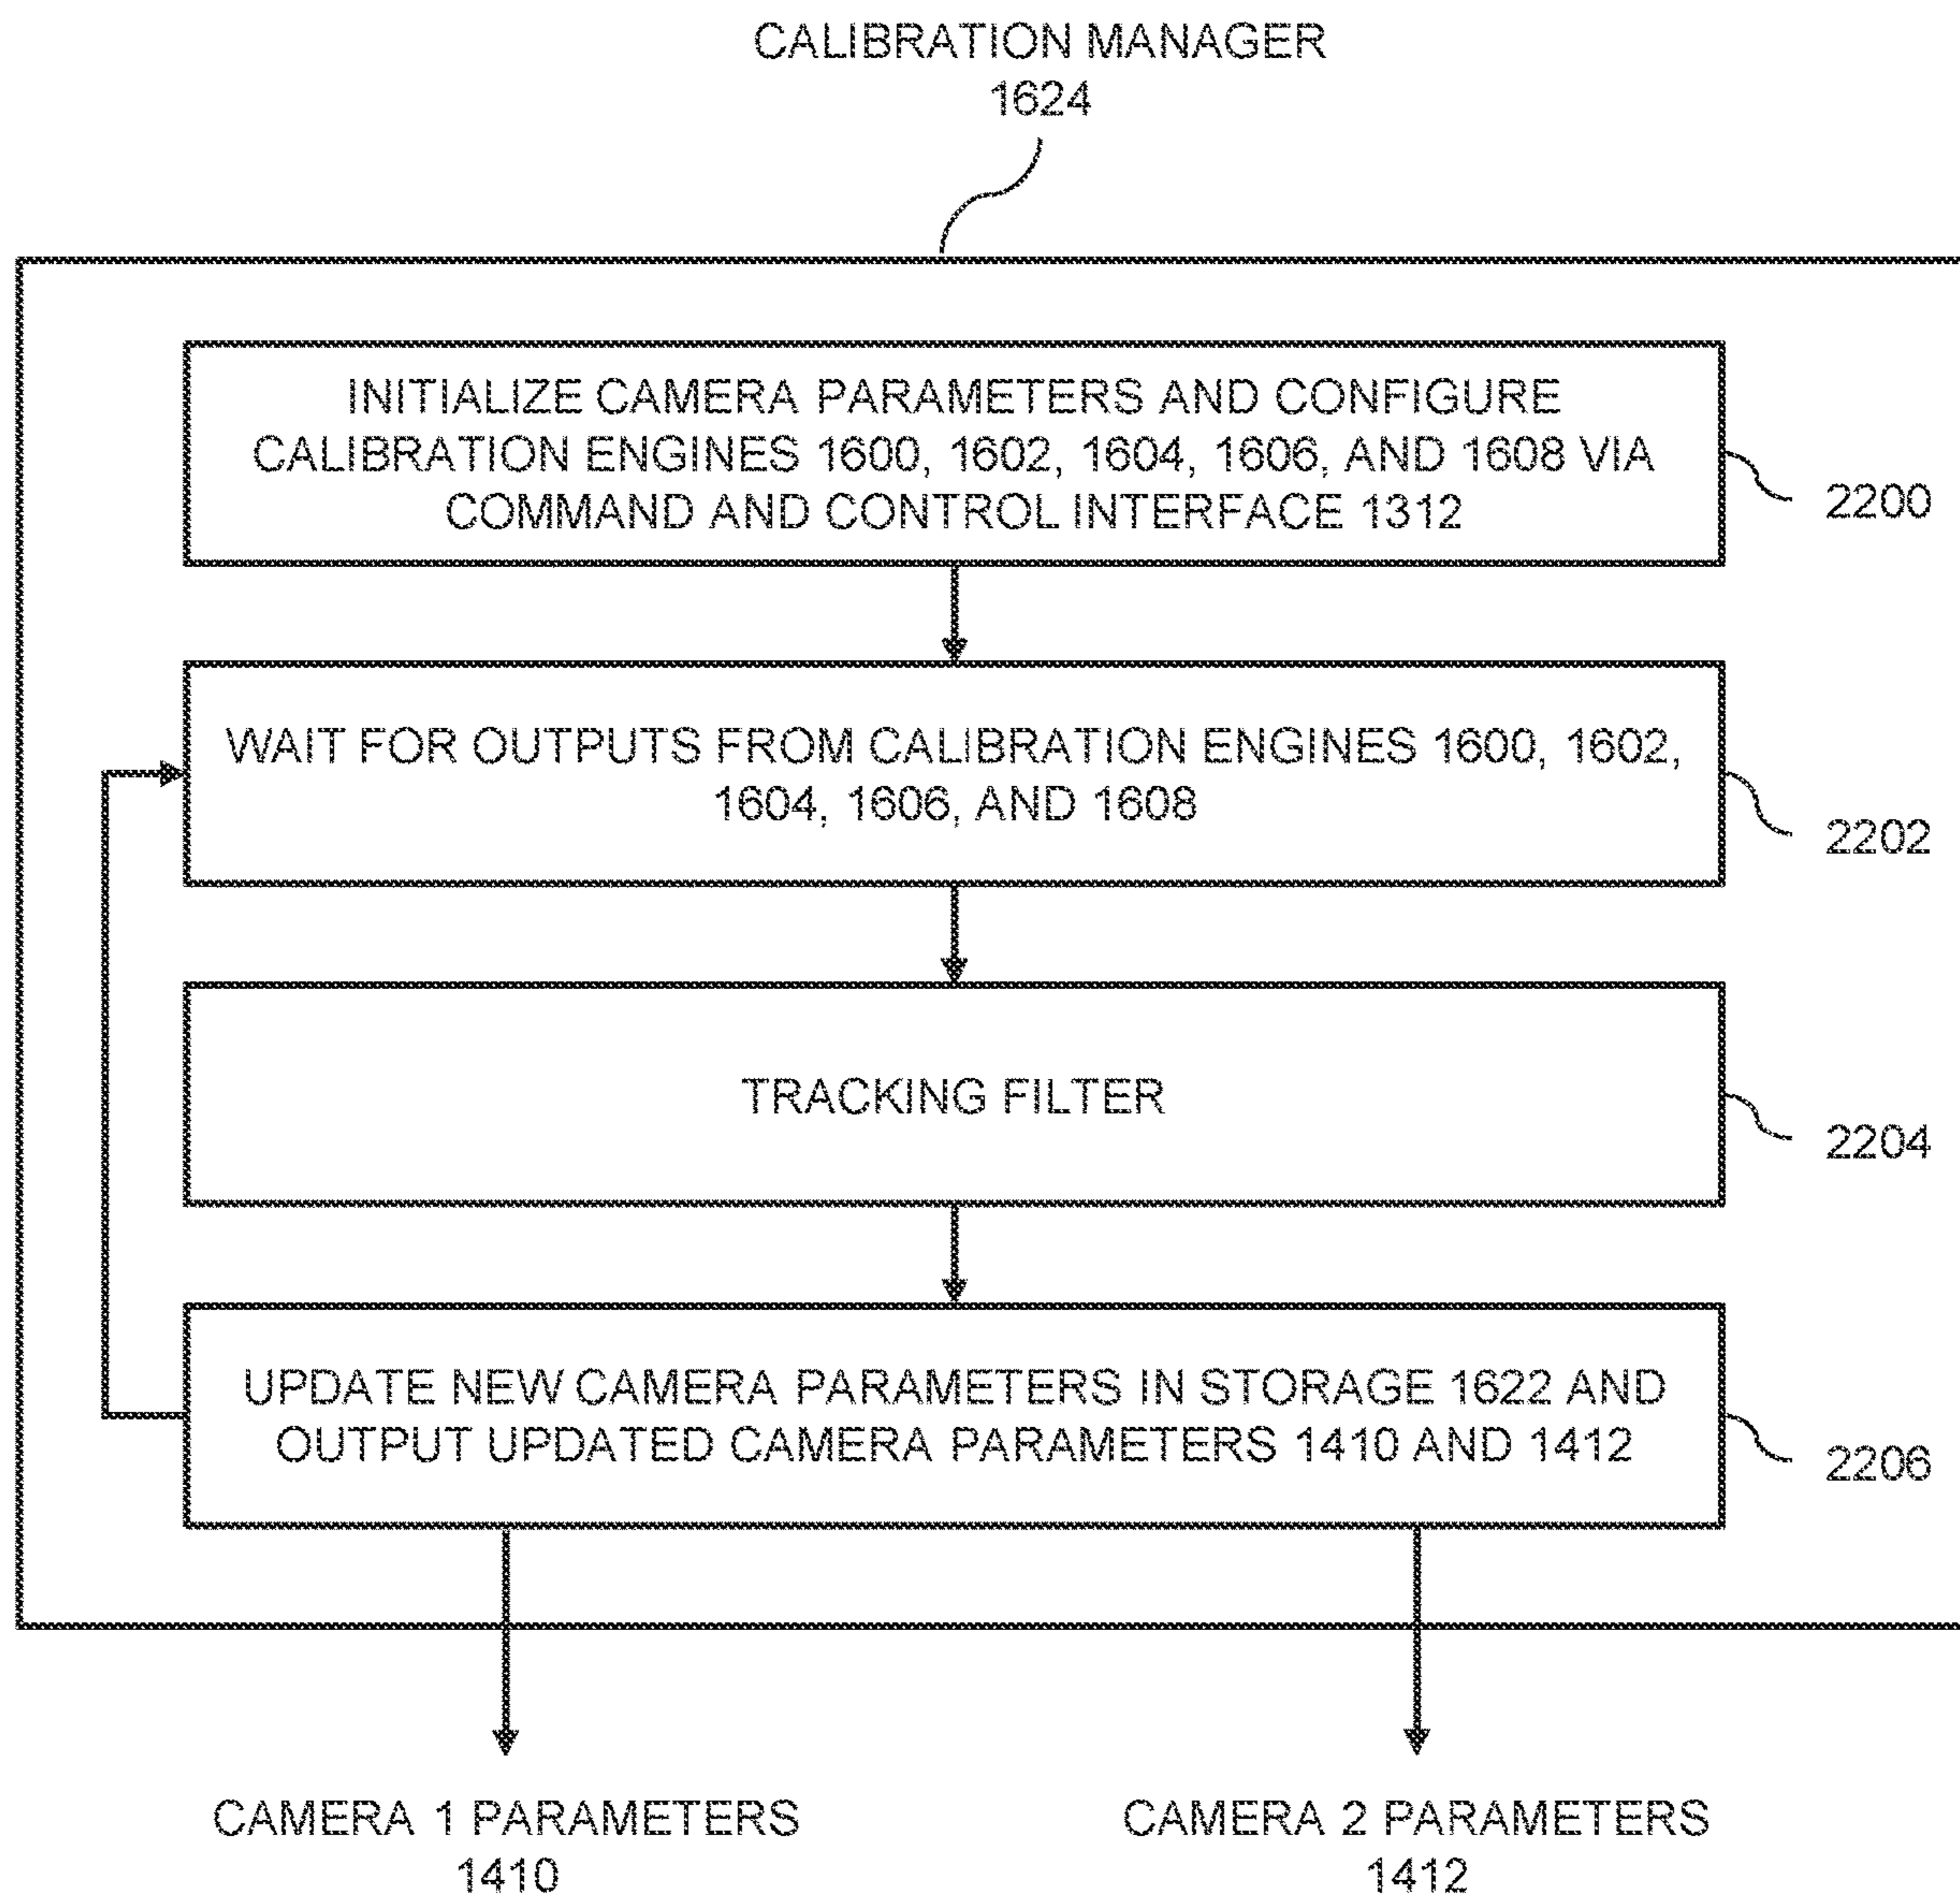 CALIBRATION MANAGER
1624
INITIALIZE CAMERA PARAMETERS AND CONFIGURE
CALIBRATION ENGINES 1600, 1602, 1604, 1606, AND 1608 VIA
COMMAND AND CONTROL INTERFACE 1312
2200
WAIT FOR OUTPUTS FROM CALIBRATION ENGINES 1600, 1602,
1604, 1606, AND 1608
2202
TRACKING FILTER
2204
UPDATE NEW CAMERA PARAMETERS IN STORAGE 1622 AND
OUTPUT UPDATED CAMERA PARAMETERS 1410 AND 1412
2206
CAMERA 1 PARAMETERS
1410
CAMERA 2 PARAMETERS
1412